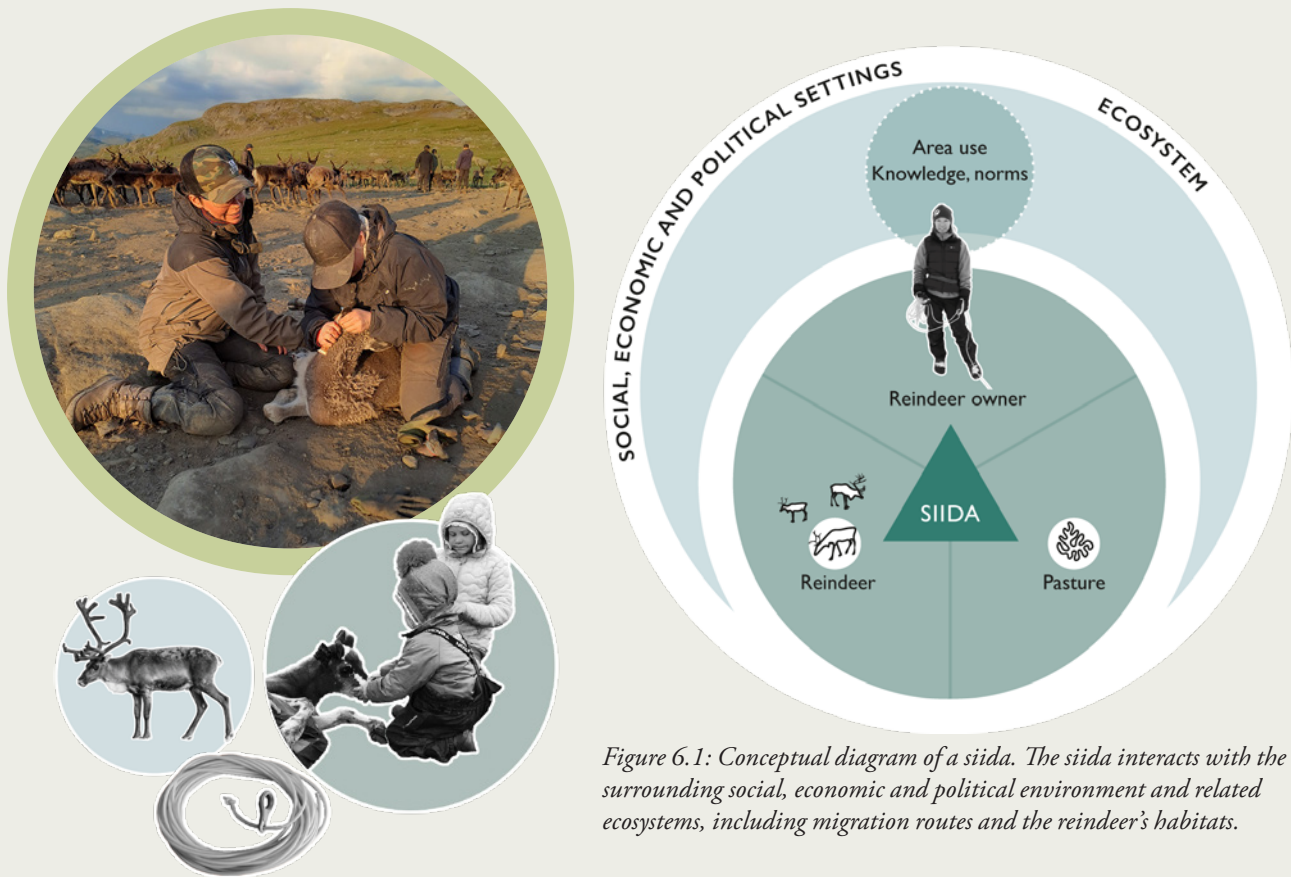 SOCIAL, ECONOMIC AND POLITICAL SETTINGS
ECOSYSTEM
Area use
Knowledge, norms
Reindeer owner
SIIDA
Reindeer
Pasture
Figure 6.1: Conceptual diagram of a siida. The siida interacts with the
surrounding social, economic and political environment and related
ecosystems, including migration routes and the reindeer's habitats.